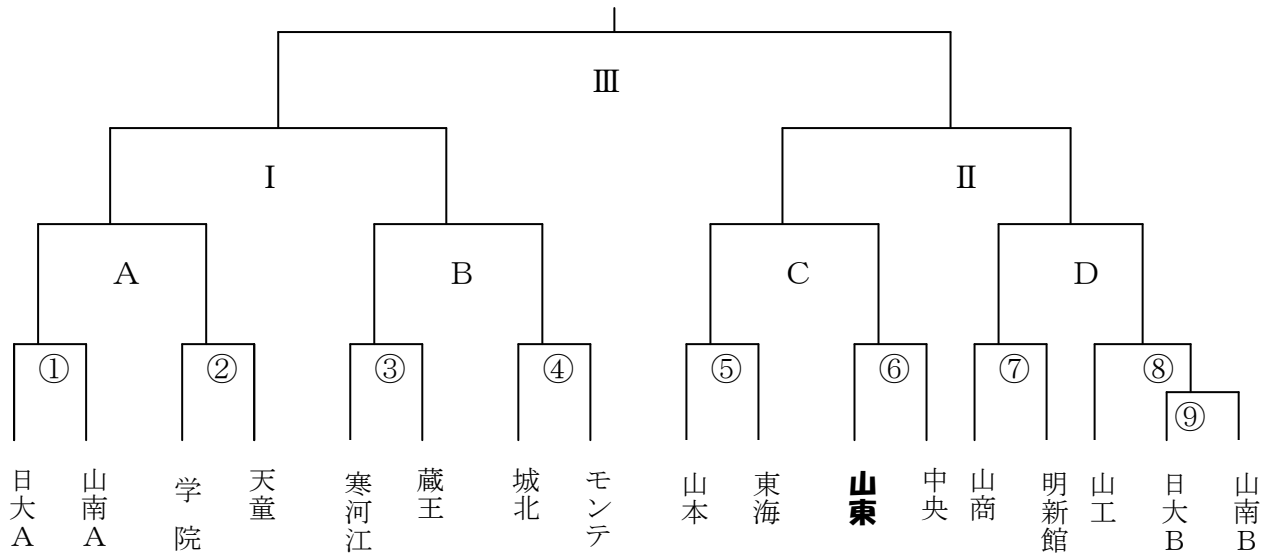 Ⅲ
Ⅰ
Ⅱ
A
B
C
D
①
②
③
④
⑤
⑥
⑦
⑧
⑨
日大A
山南A
学院
天童
寒河江
蔵王
城北
モンテ
山本
東海
山東
中央
山商
明新館
山工
日大B
山南B